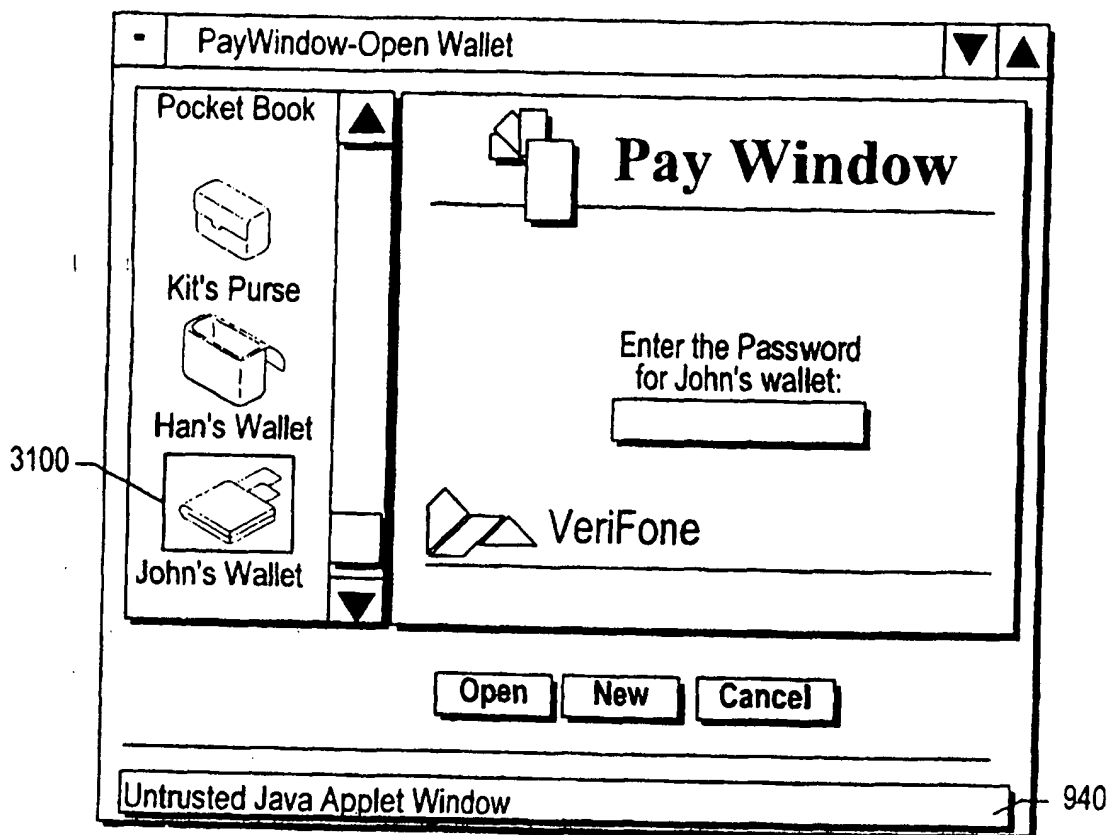 PayWindow-Open Wallet
Pocket Book
Kit's Purse
Han's Wallet
3100
John's Wallet
Pay Window
Enter the Password
for John's wallet:
VeriFone
Open
New
Cancel
Untrusted Java Applet Window
940